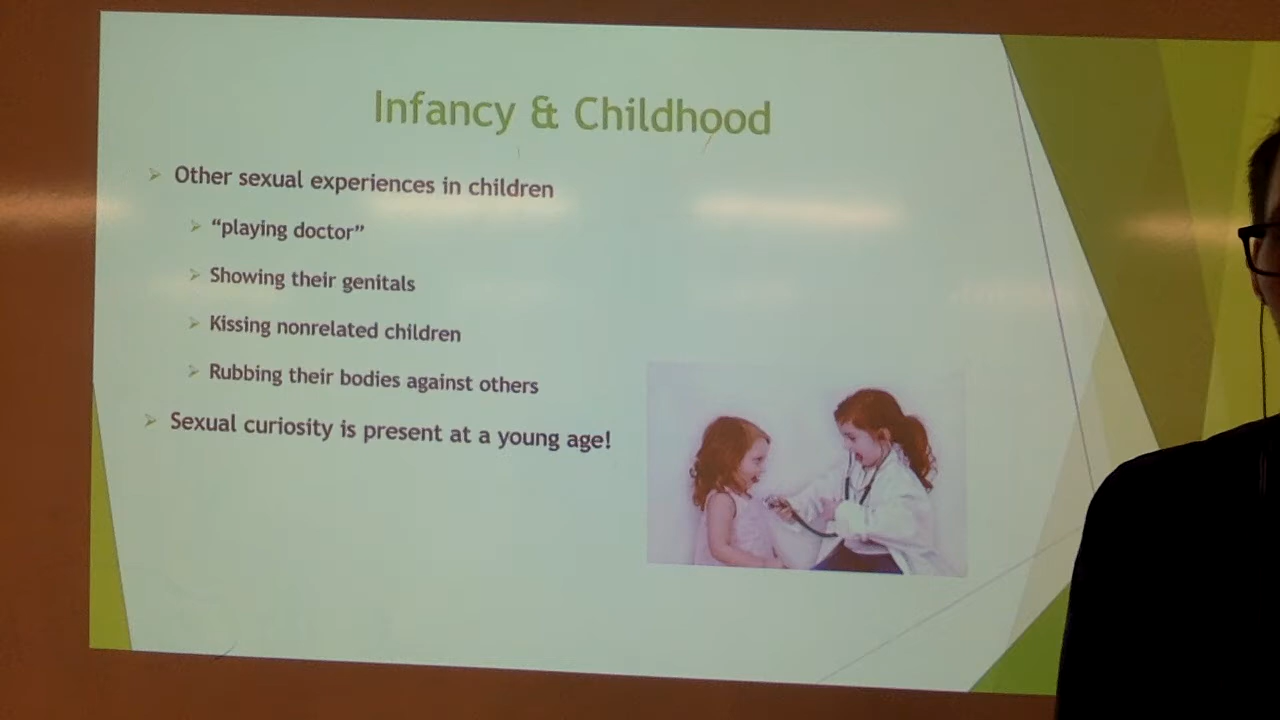 Infancy & Childhood
Other sexual experiences in children
“playing doctor”
Showing their genitals
Kissing nonrelated children
Rubbing their bodies against others
Sexual curiosity is present at a young age!